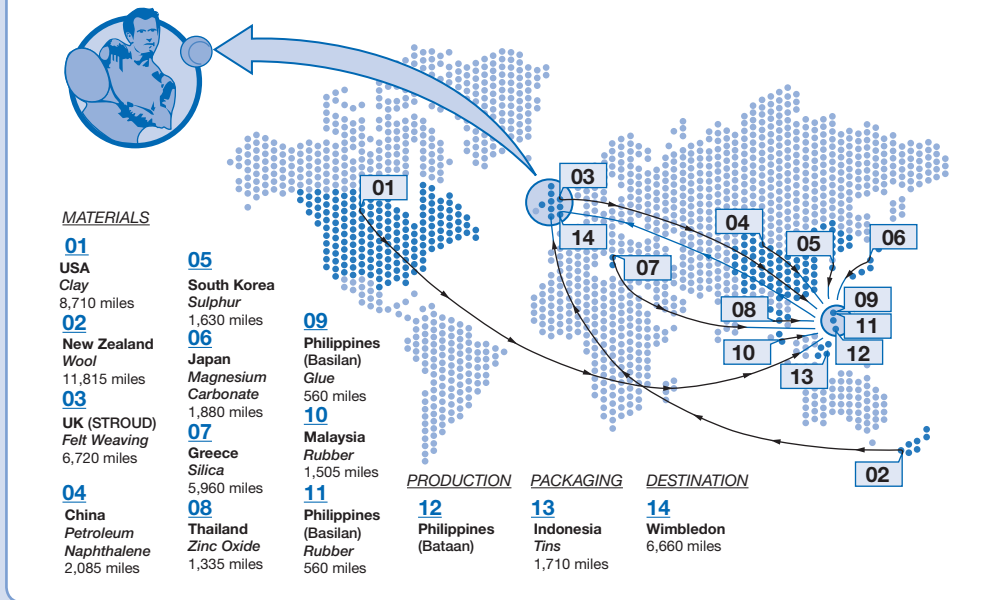 01
03
14
04
05
06
07
08
09
11
10
12
13
02
MATERIALS
01
USA
Clay
8,710 miles
02
New Zealand
Wool
11,815 miles
03
UK (STROUD)
Felt Weaving
6,720 miles
04
China
Petroleum
Naphthalene
2,085 miles
05
South Korea
Sulphur
1,630 miles
06
Japan
Magnesium
Carbonate
1,880 miles
07
Greece
Silica
5,960 miles
08
Thailand
Zinc Oxide
1,335 miles
09
Philippines
(Basilan)
Glue
560 miles
10
Malaysia
Rubber
1,505 miles
11
Philippines
(Basilan)
Rubber
560 miles
PRODUCTION
12
Philippines
(Bataan)
PACKAGING
13
Indonesia
Tins
1,710 miles
DESTINATION
14
Wimbledon
6,660 miles